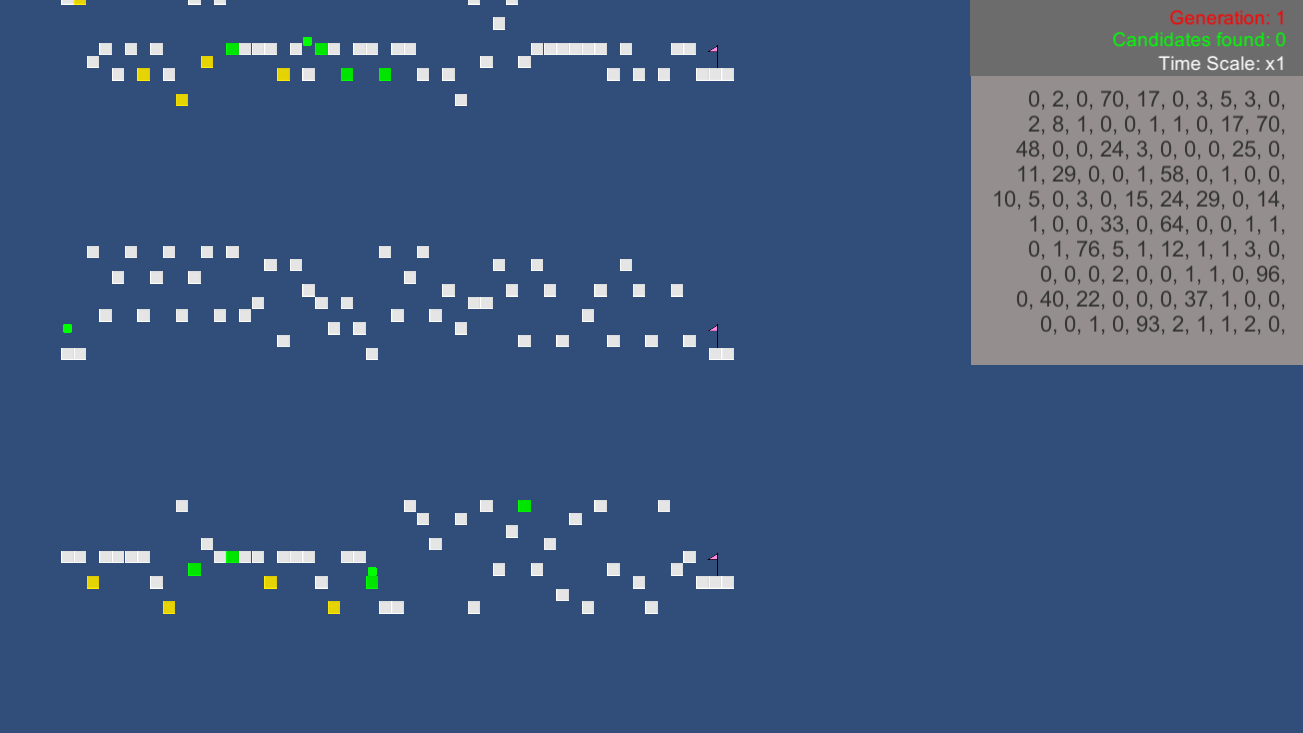 Generation: 1
Candidates found: 0
Time Scale: x1
0, 2, 0, 70, 17, 0, 3, 5, 3, 0,
2, 8, 1, 0, 0, 1, 1, 0, 17, 70,
48, 0, 0, 24, 3, 0, 0, 0, 25, 0,
11, 29, 0, 0, 1, 58, 0, 1, 0, 0,
10, 5, 0, 3, 0, 15, 24, 29, 0, 14,
1, 0, 0, 33, 0, 64, 0, 0, 1, 1,
0, 1, 76, 5, 1, 12, 1, 1, 3, 0,
0, 0, 0, 2, 0, 0, 1, 1, 0, 96,
0, 40, 22, 0, 0, 0, 37, 1, 0, 0,
0, 0, 1, 0, 93, 2, 1, 1, 2, 0,